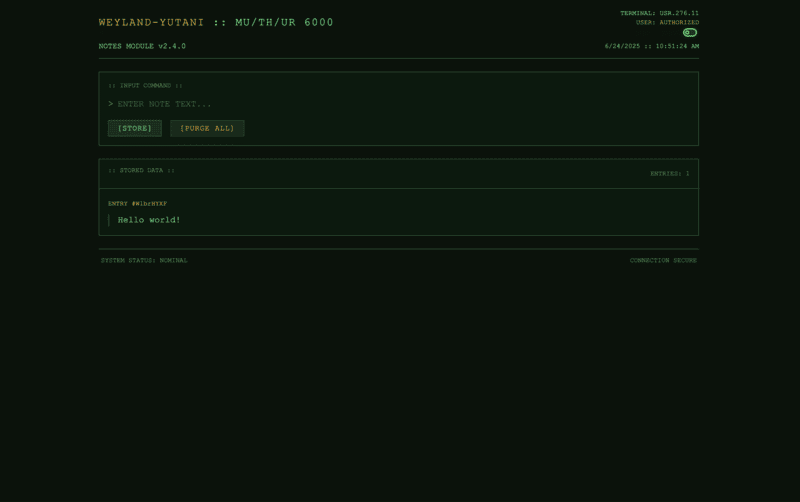 WEYLAND-YUTANI :: MU/TH/UR 6000
TERMINAL: USR.276.11
USER: AUTHORIZED
NOTES MODULE v2.4.0
6/24/2025 :: 10:51:24 AM
:: INPUT COMMAND ::
> ENTER NOTE TEXT...
[STORE]
[PURGE ALL]
:: STORED DATA ::
ENTRIES: 1
ENTRY #WlhrHYXF
Hello world!
SYSTEM STATUS: NOMINAL
CONNECTION SECURE